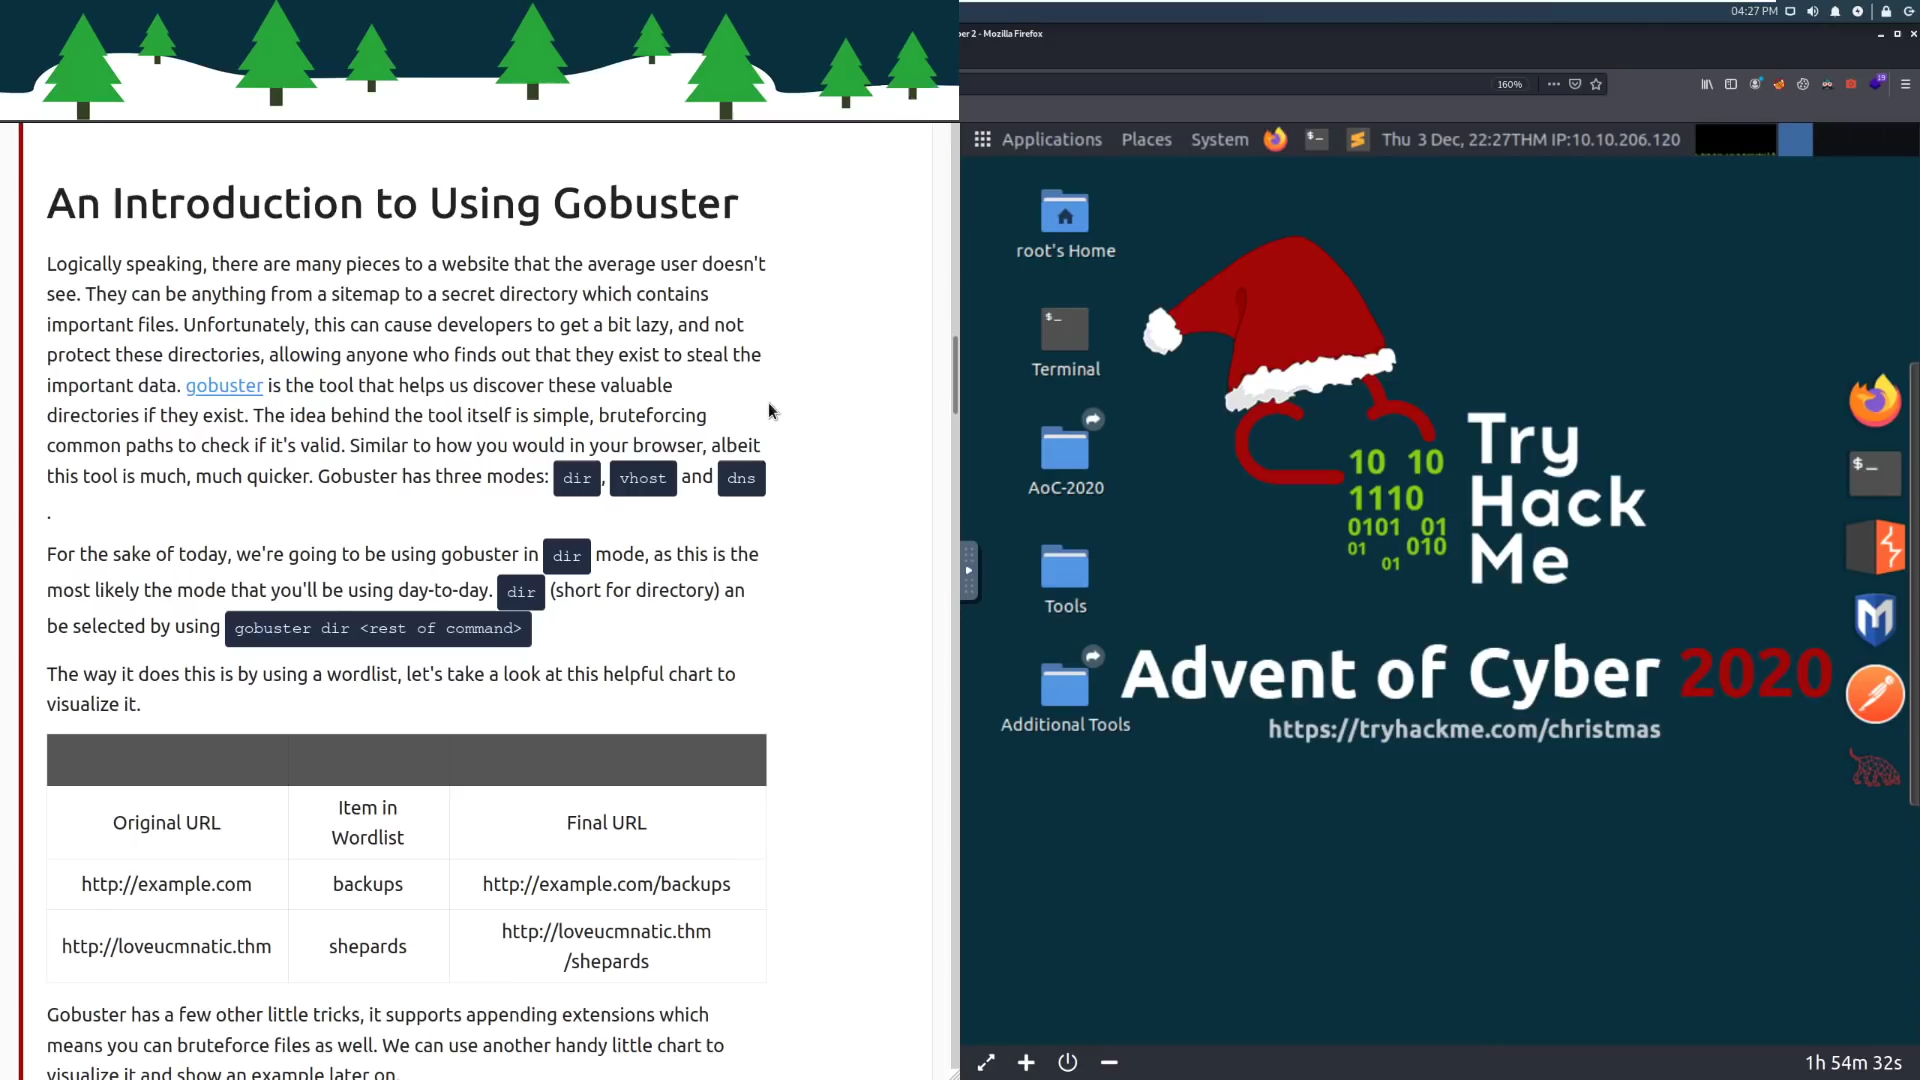 04:27 PM
per 2 - Mozilla Firefox
160%
19
Applications Places System Thu 3 Dec, 22:27THM IP:10.10.206.120
An Introduction to Using Gobuster
Logically speaking, there are many pieces to a website that the average user doesn't
see. They can be anything from a sitemap to a secret directory which contains
important files. Unfortunately, this can cause developers to get a bit lazy, and not
protect these directories, allowing anyone who finds out that they exist to steal the
important data. gobuster is the tool that helps us discover these valuable
directories if they exist. The idea behind the tool itself is simple, bruteforcing
common paths to check if it's valid. Similar to how you would in your browser, albeit
this tool is much, much quicker. Gobuster has three modes: dir , vhost and dns
.
For the sake of today, we're going to be using gobuster in dir mode, as this is the
most likely the mode that you'll be using day-to-day. dir (short for directory) an
be selected by using gobuster dir <rest of command>
The way it does this is by using a wordlist, let's take a look at this helpful chart to
visualize it.
Original URL
Item in
Wordlist
Final URL
http://example.com
backups
http://example.com/backups
http://loveucmnatic.thm
shepards
http://loveucmnatic.thm
/shepards
Gobuster has a few other little tricks, it supports appending extensions which
means you can bruteforce files as well. We can use another handy little chart to
visualize it and show an example later on.
root's Home
$_
Terminal
AoC-2020
Tools
Additional Tools
10 10
1110
0101 01
01 010
01
Try
Hack
Me
Advent of Cyber 2020
https://tryhackme.com/christmas
$_
1h 54m 32s